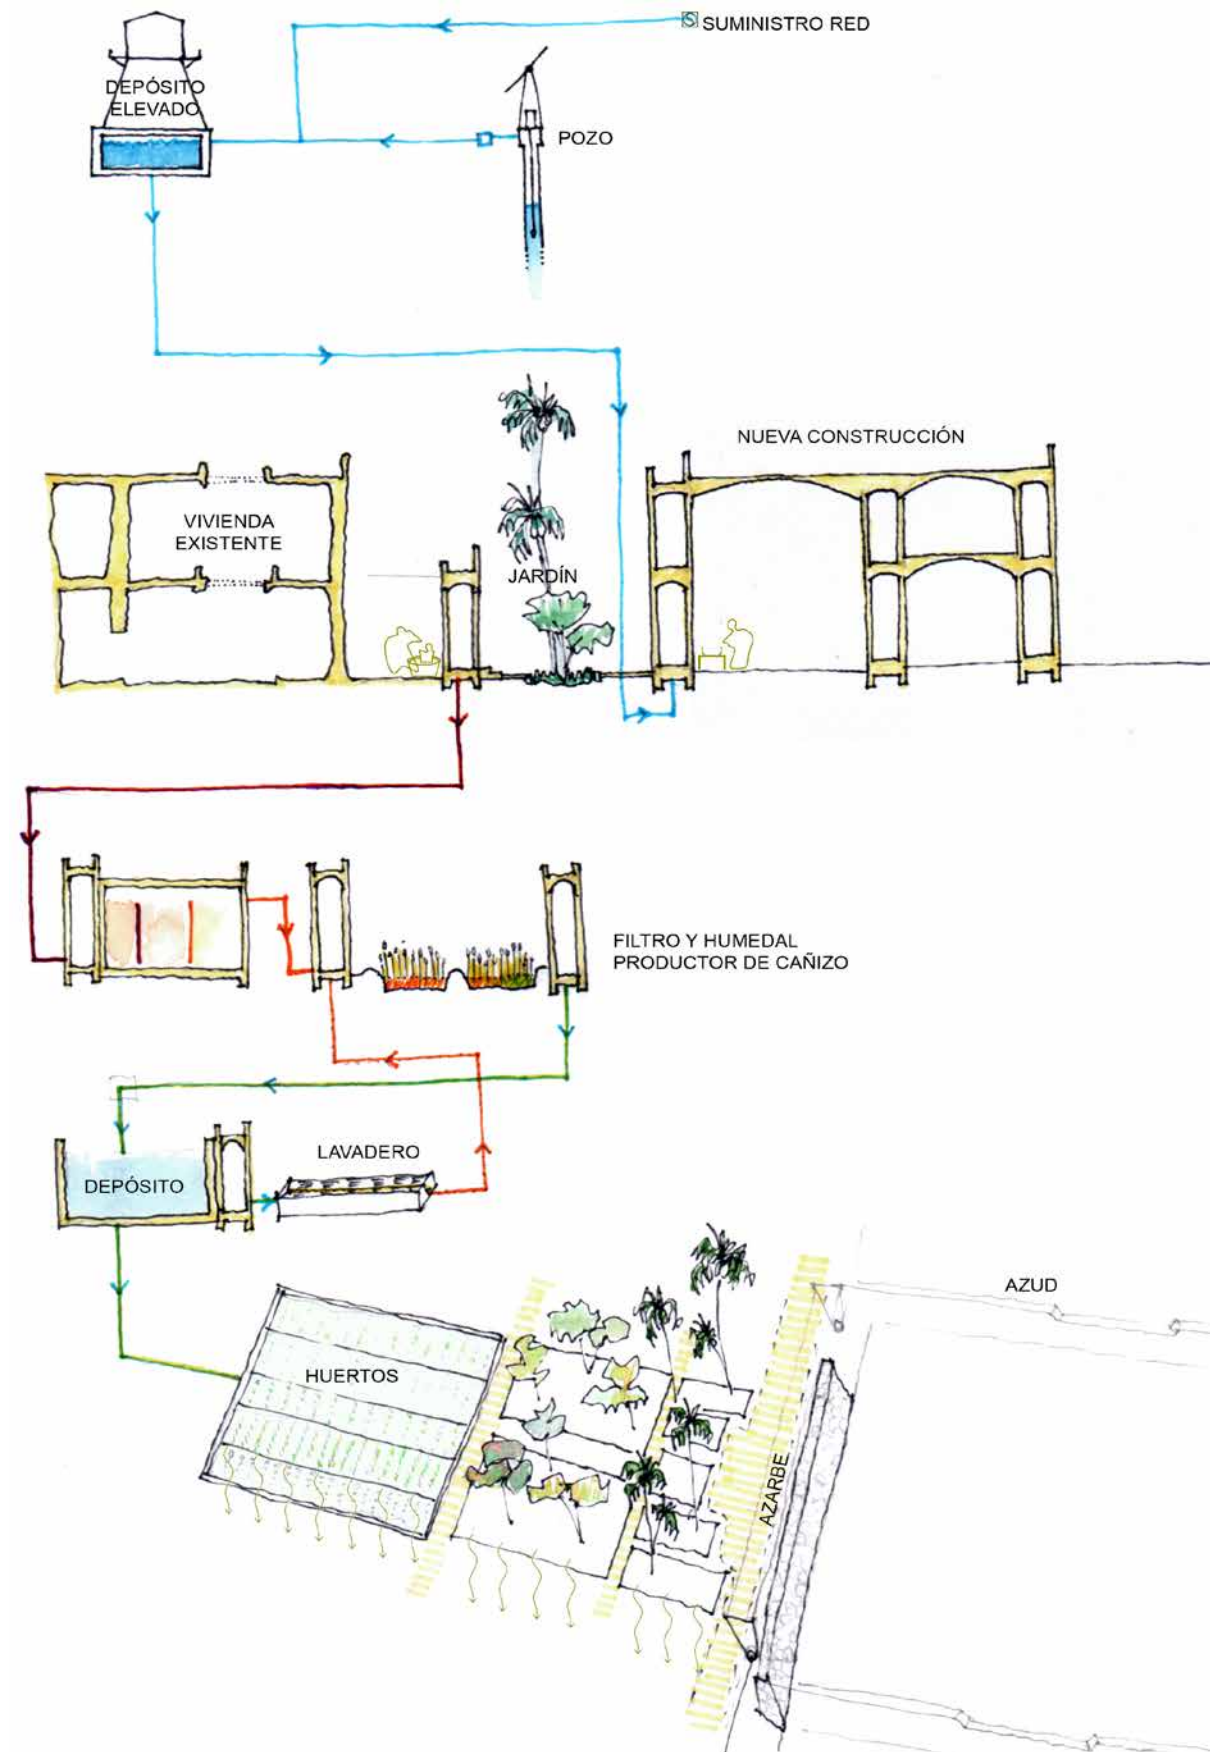 S SUMINISTRO RED
DEPÓSITO
ELEVADO
POZO
NUEVA CONSTRUCCIÓN
VIVIENDA
EXISTENTE
JARDÍN
FILTRO Y HUMEDAL
PRODUCTOR DE CAÑIZO
LAVADERO
DEPÓSITO
AZUD
HUERTOS
AZARBE